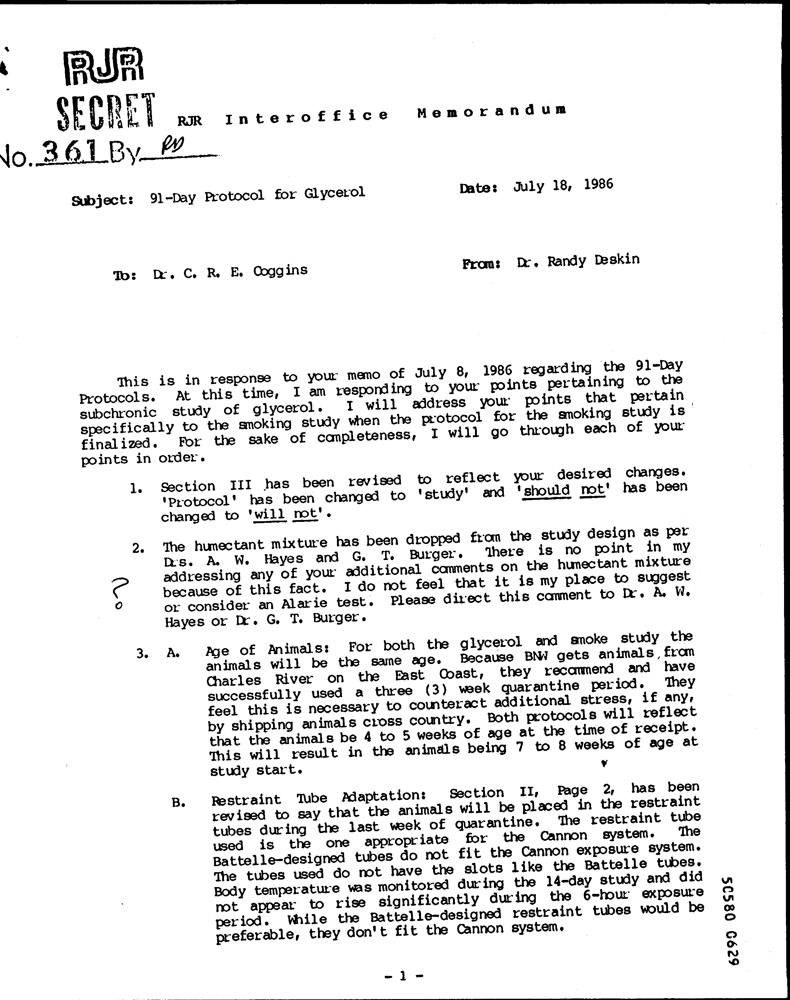 RJR
SECRET
RJR Interoffice Memorandum
No. 361 By RD
Subject: 91-Day Protocol for Glycerol
Date: July 18, 1986
To: Dr. C. R. E. Coggins
From: Dr. Randy Deskin
This is in response to your memo of July 8, 1986 regarding the 91-Day
Protocols. At this time, I am responding to your points pertaining to the
subchronic study of glycerol. I will address your points that pertain
specifically to the smoking study when the protocol for the smoking study is
finalized. For the sake of completeness, I will go through each of your
points in order.
1. Section III has been revised to reflect your desired changes.
'Protocol' has been changed to 'study' and 'should not' has been
changed to 'will not'.
2. The humectant mixture has been dropped from the study design as per
Drs. A. W. Hayes and G. T. Burger. There is no point in my
addressing any of your additional comments on the humectant mixture
because of this fact. I do not feel that it is my place to suggest
or consider an Alarie test. Please direct this comment to Dr. A. W.
Hayes or Dr. G. T. Burger.
?
3. A. Age of Animals: For both the glycerol and smoke study the
animals will be the same age. Because BNW gets animals from
Charles River on the East Coast, they recommend and have
successfully used a three (3) week quarantine period. They
feel this is necessary to counteract additional stress, if any,
by shipping animals cross country. Both protocols will reflect
that the animals be 4 to 5 weeks of age at the time of receipt.
This will result in the animals being 7 to 8 weeks of age at
study start.
B. Restraint Tube Adaptation: Section II, Page 2, has been
revised to say that the animals will be placed in the restraint
tubes during the last week of quarantine. The restraint tube
used is the one appropriate for the Cannon system. The
Battelle-designed tubes do not fit the Cannon exposure system.
The tubes used do not have the slots like the Battelle tubes.
Body temperature was monitored during the 14-day study and did
not appear to rise significantly during the 6-hour exposure
period. While the Battelle-designed restraint tubes would be
preferable, they don't fit the Cannon system.
- 1 -
50580 0629